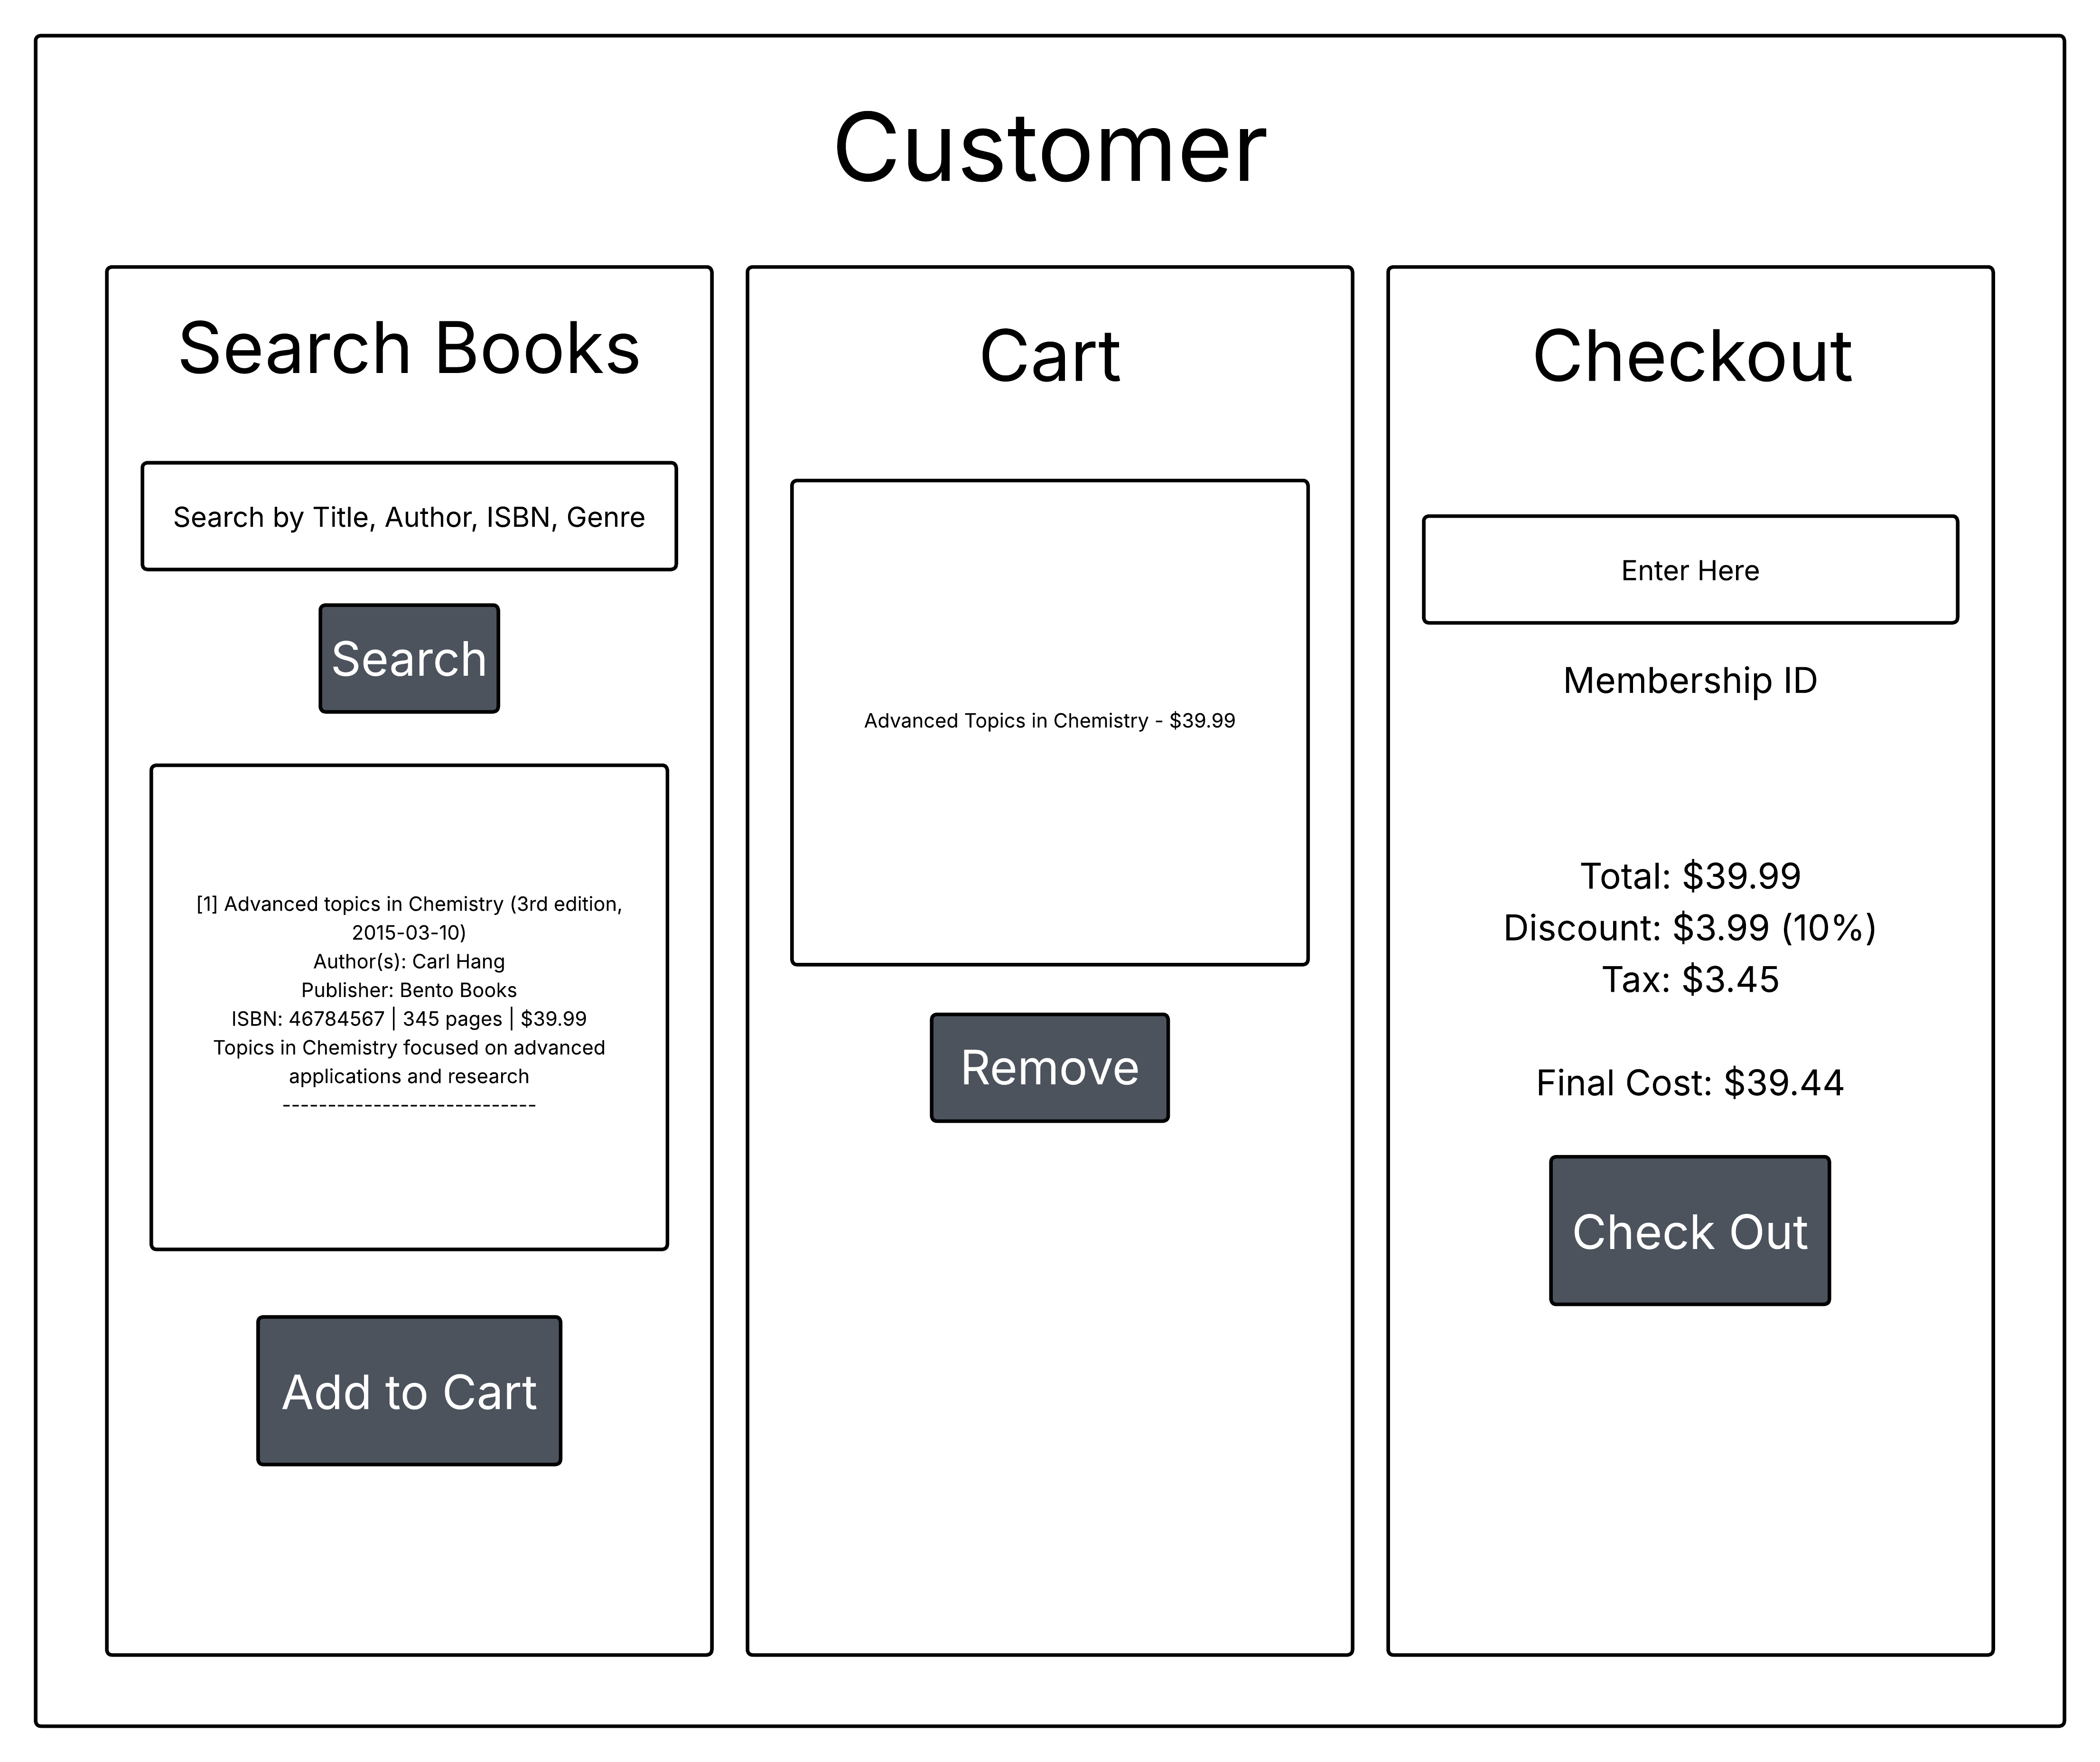 Customer
Search Books
Search by Title, Author, ISBN, Genre
Search
[1] Advanced topics in Chemistry (3rd edition,
2015-03-10)
Author(s): Carl Hang
Publisher: Bento Books
ISBN: 46784567 | 345 pages | $39.99
Topics in Chemistry focused on advanced
applications and research
----------------------------
Add to Cart
Cart
Advanced Topics in Chemistry - $39.99
Remove
Checkout
Enter Here
Membership ID
Total: $39.99
Discount: $3.99 (10%)
Tax: $3.45
Final Cost: $39.44
Check Out